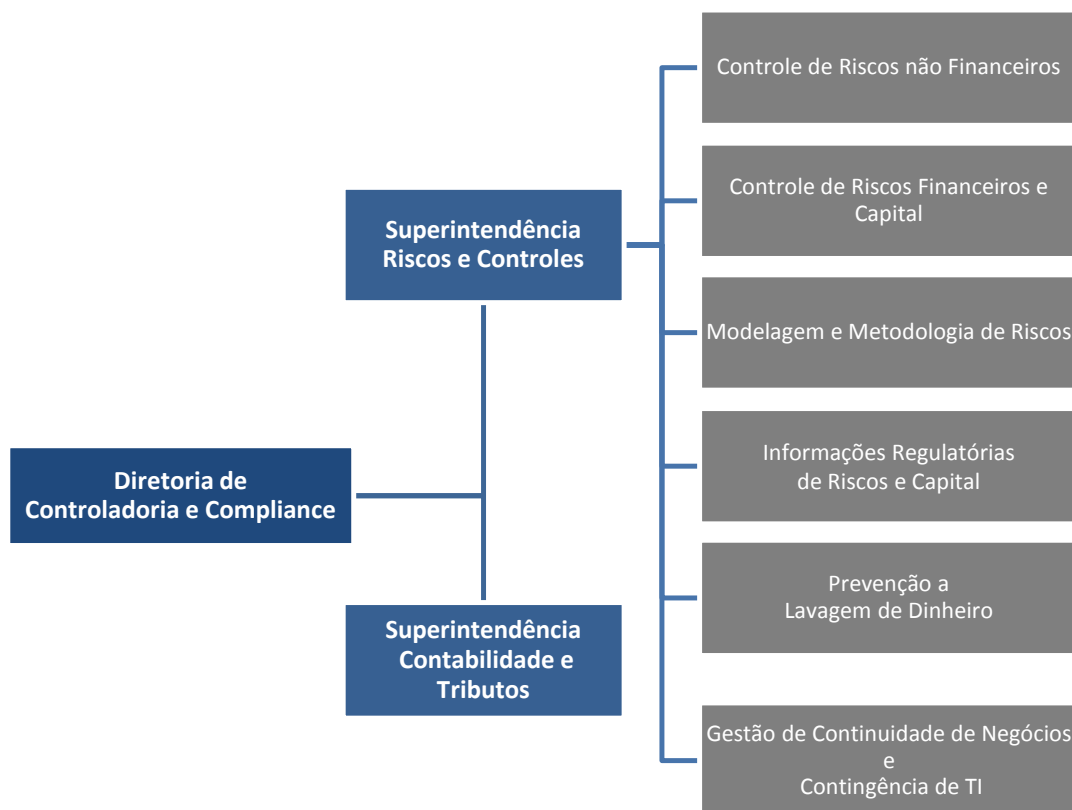 Diretoria de
Controladoria e Compliance
Superintendência
Riscos e Controles
Superintendência
Contabilidade e
Tributos
Controle de Riscos não Financeiros
Controle de Riscos Financeiros e
Capital
Modelagem e Metodologia de Riscos
Informações Regulatórias
de Riscos e Capital
Prevenção a
Lavagem de Dinheiro
Gestão de Continuidade de Negócios
e
Contingência de TI